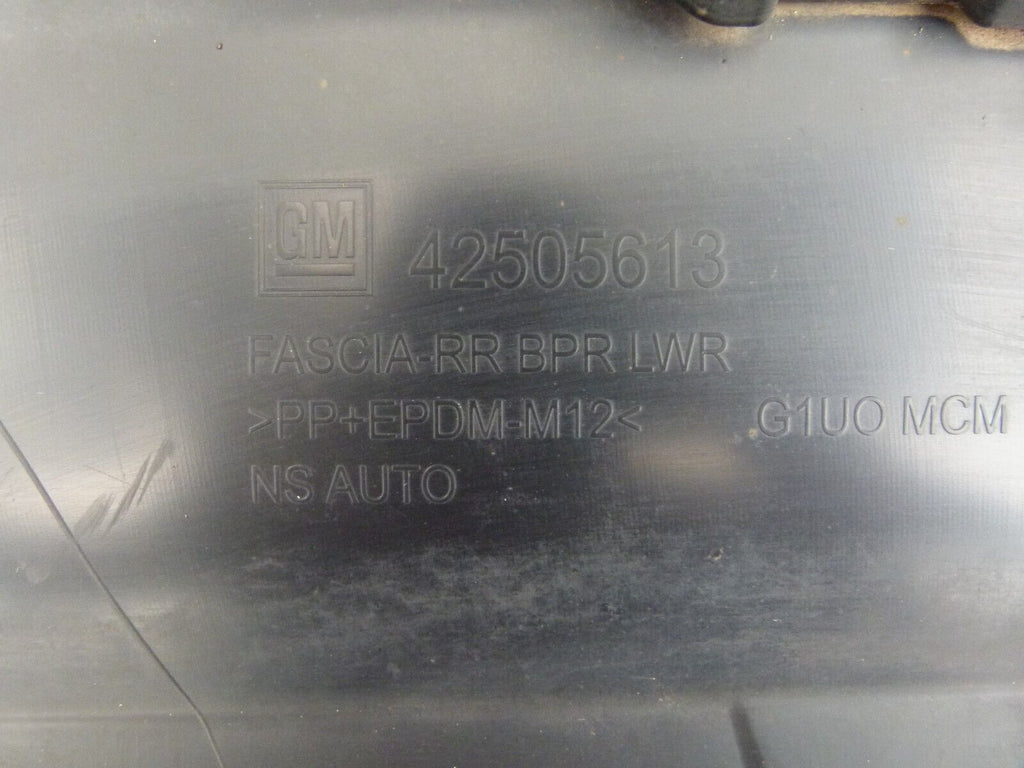 GM 42505613
FASCIA-RR BPR LWR
>PP+EPDM-M12< G1UO MCM
NS AUTO